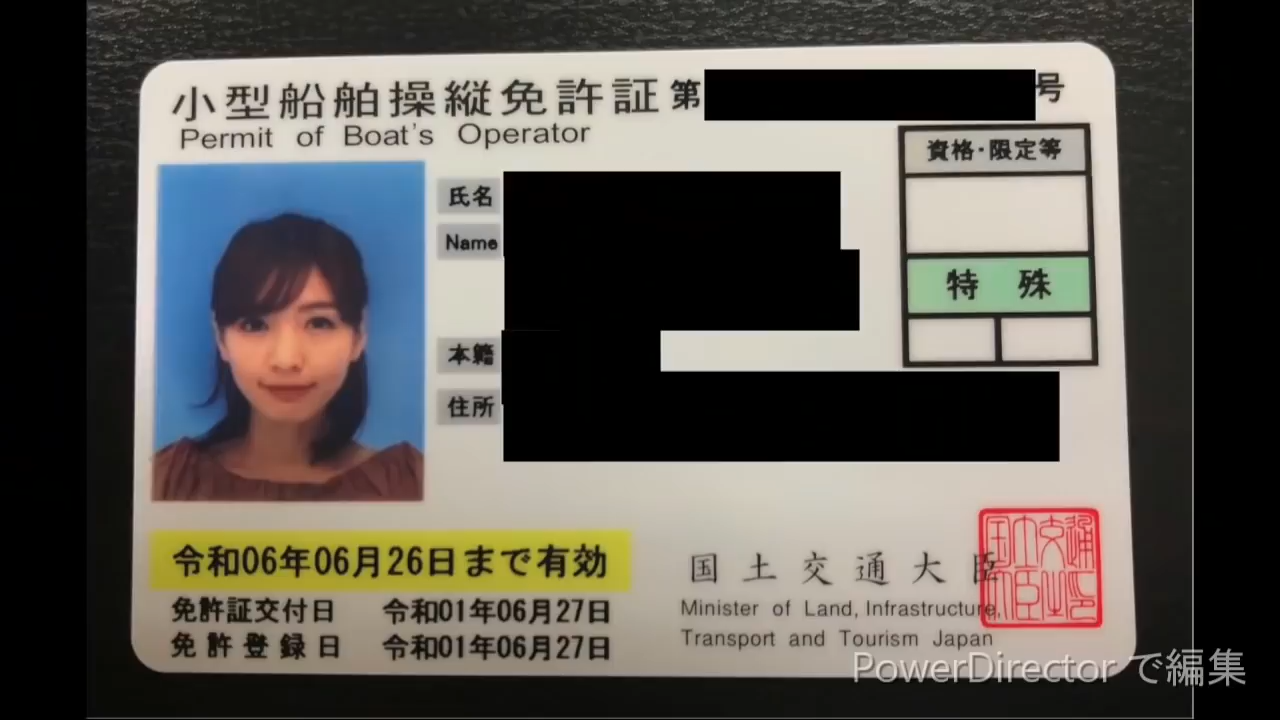 小型船舶操縦免許証 第 号
Permit of Boat's Operator
資格・限定等
氏名
Name
特 殊
本籍
住所
令和06年06月26日まで有効
免許証交付日 令和01年06月27日
免許登録日 令和01年06月27日
国土交通大臣
Minister of Land, Infrastructure,
Transport and Tourism Japan
PowerDirector で編集